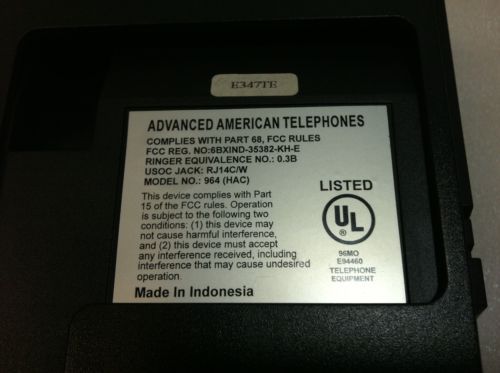 E347TE
ADVANCED AMERICAN TELEPHONES
COMPLIES WITH PART 68, FCC RULES
FCC REG. NO:6BXIND-35382-KH-E
RINGER EQUIVALENCE NO.: 0.3B
USOC JACK: RJ14C/W
MODEL NO.: 964 (HAC)
This device complies with Part
15 of the FCC rules. Operation
is subject to the following two
conditions: (1) this device may
not cause harmful interference,
and (2) this device must accept
any interference received, including
interference that may cause undesired
operation.
Made In Indonesia
LISTED
UL
®
96MO
E94460
TELEPHONE
EQUIPMENT